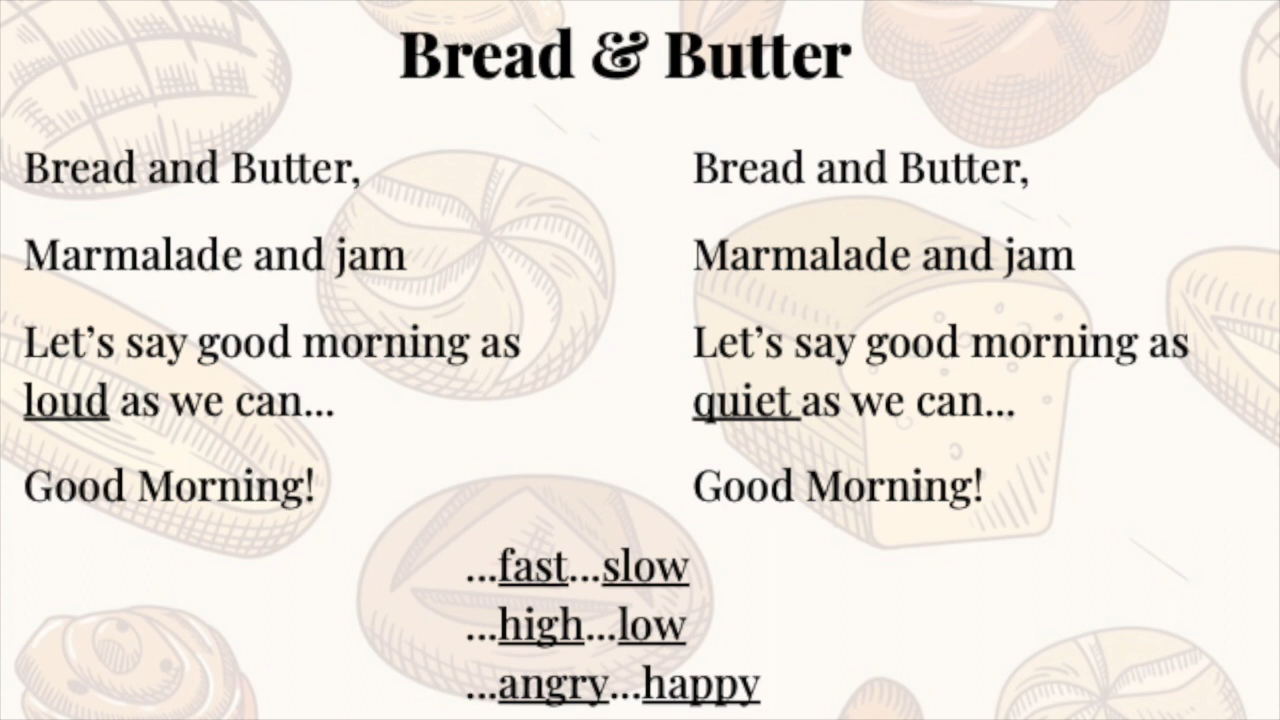 Bread & Butter
Bread and Butter,
Marmalade and jam
Let’s say good morning as
loud as we can...
Good Morning!
Bread and Butter,
Marmalade and jam
Let’s say good morning as
quiet as we can...
Good Morning!
...fast...slow
...high...low
...angry...happy